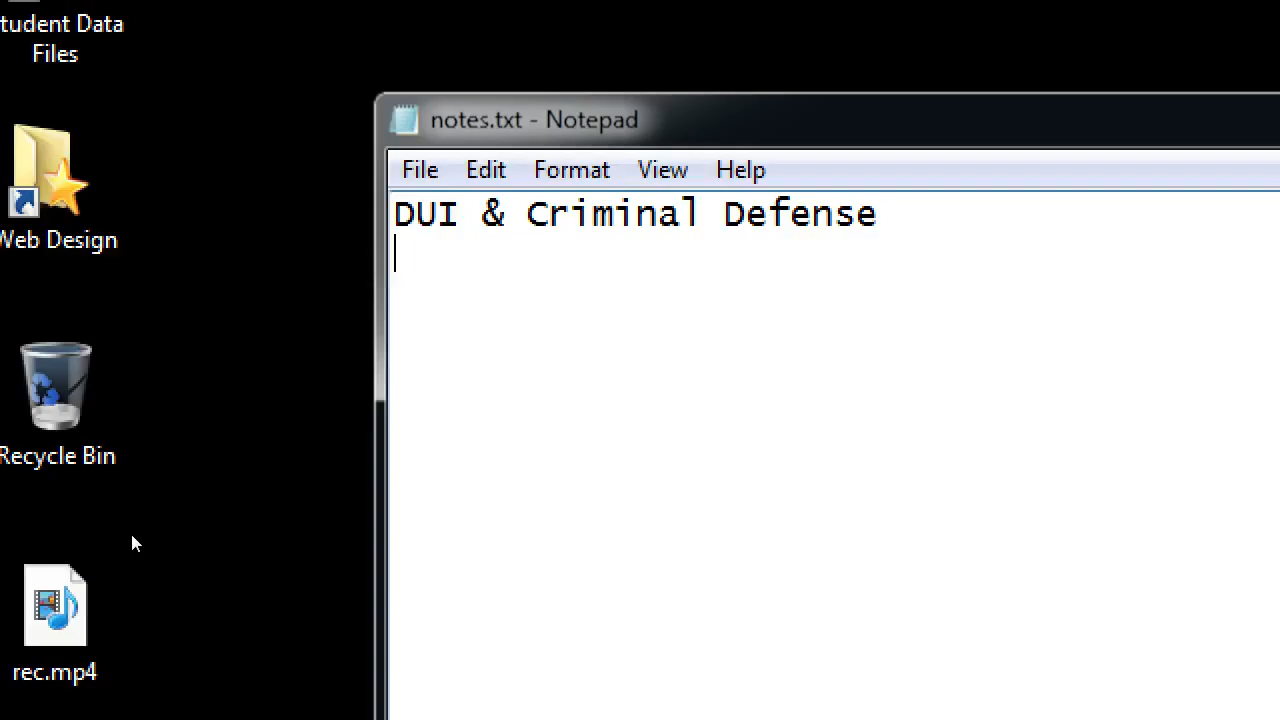 tudent Data
Files
Web Design
Recycle Bin
rec.mp4
notes.txt - Notepad
File Edit Format View Help
DUI & Criminal Defense